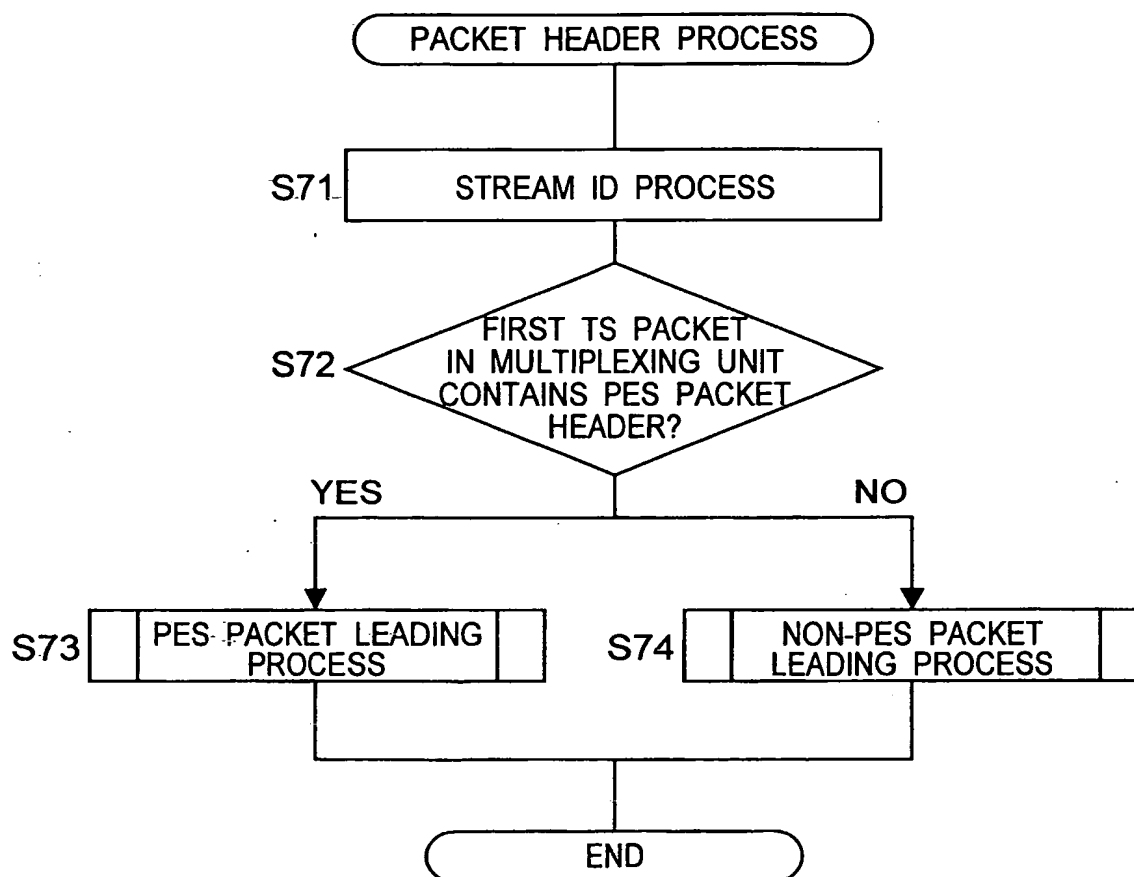 PACKET HEADER PROCESS
S71
STREAM ID PROCESS
S72
FIRST TS PACKET
IN MULTIPLEXING UNIT
CONTAINS PES PACKET
HEADER?
YES
NO
S73
PES PACKET LEADING
PROCESS
S74
NON-PES PACKET
LEADING PROCESS
END